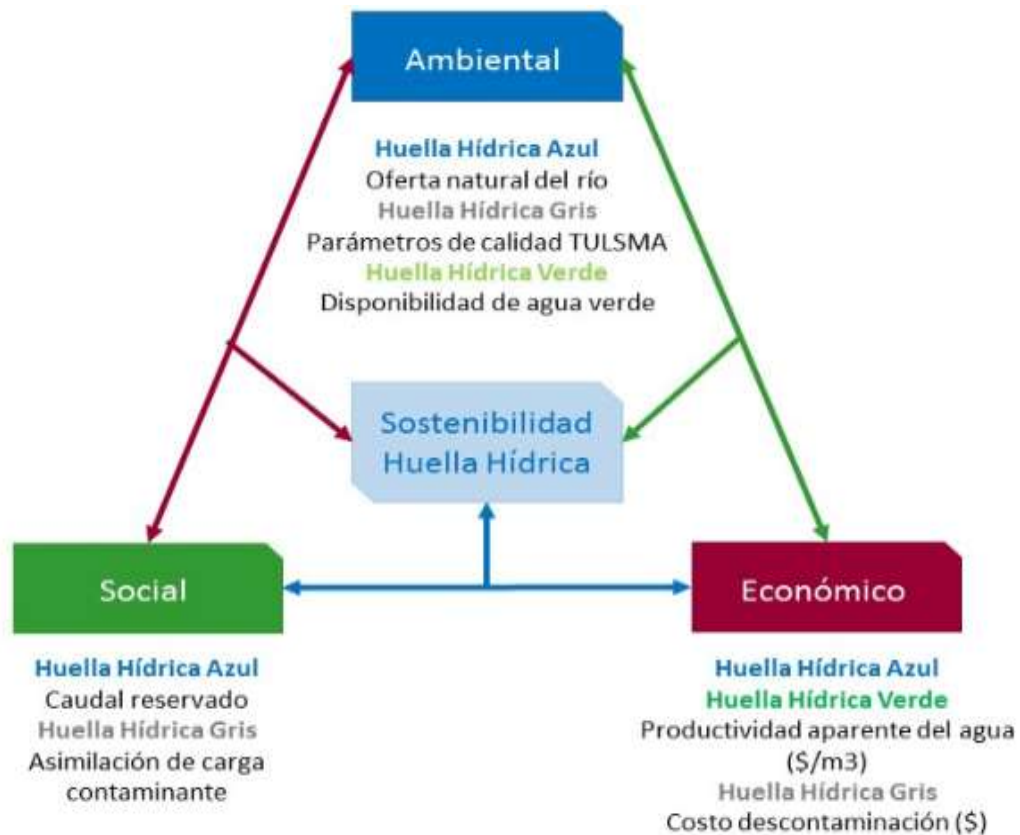 Ambiental
Huella Hídrica Azul
Oferta natural del río
Huella Hídrica Gris
Parámetros de calidad TULSMA
Huella Hídrica Verde
Disponibilidad de agua verde
Sostenibilidad
Huella Hídrica
Social
Huella Hídrica Azul
Caudal reservado
Huella Hídrica Gris
Asimilación de carga
contaminante
Económico
Huella Hídrica Azul
Huella Hídrica Verde
Productividad aparente del agua
($/m3)
Huella Hídrica Gris
Costo descontaminación ($)